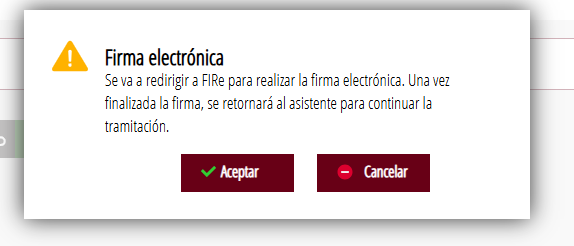 Firma electrónica
Se va a redirigir a FIRe para realizar la firma electrónica. Una vez
finalizada la firma, se retornará al asistente para continuar la
tramitación.
Aceptar
Cancelar